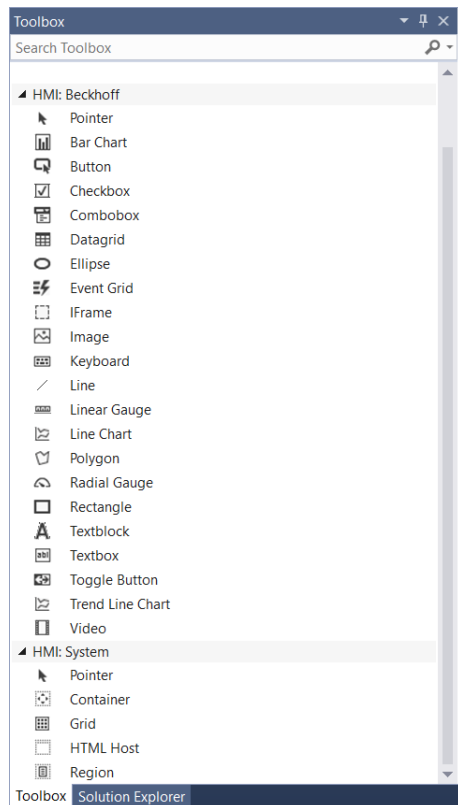 Toolbox
Search Toolbox
HMI: Beckhoff
Pointer
Bar Chart
Button
Checkbox
Combobox
Datagrid
Ellipse
Event Grid
IFrame
Image
Keyboard
Line
Linear Gauge
Line Chart
Polygon
Radial Gauge
Rectangle
Textblock
Textbox
Toggle Button
Trend Line Chart
Video
HMI: System
Pointer
Container
Grid
HTML Host
Region
Toolbox Solution Explorer